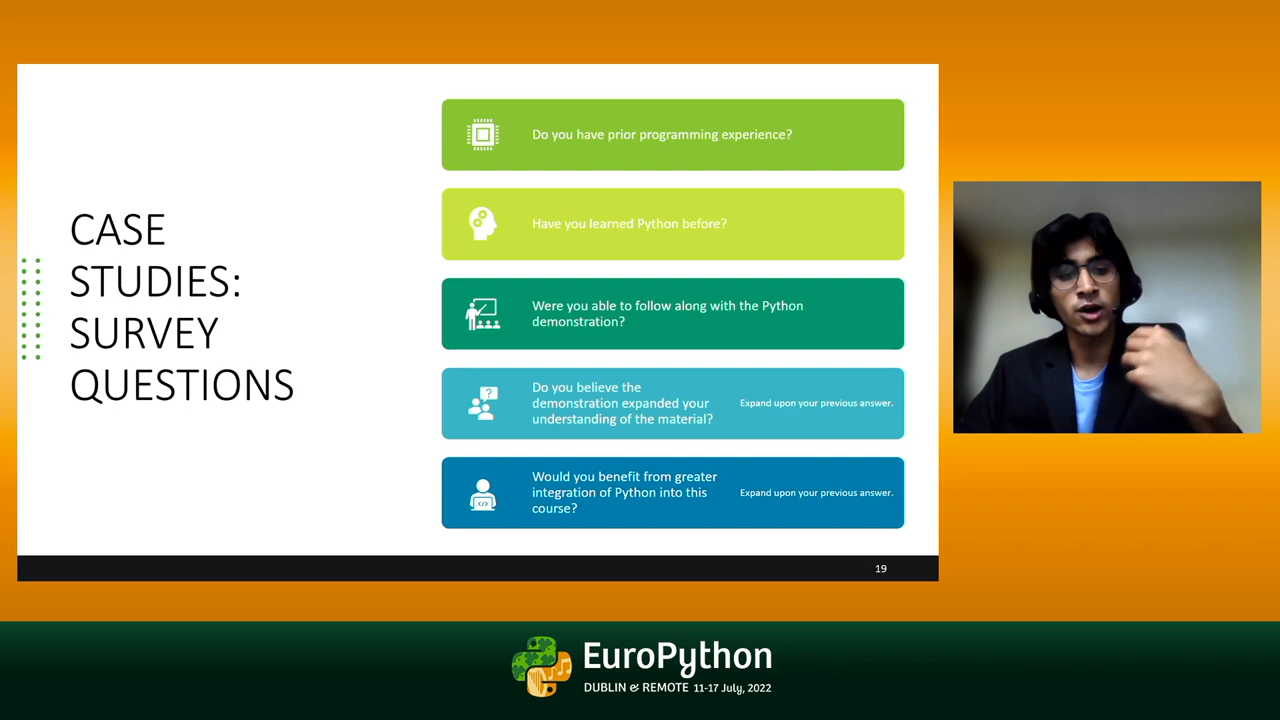 CASE
STUDIES:
SURVEY
QUESTIONS
Do you have prior programming experience?
Have you learned Python before?
Were you able to follow along with the Python
demonstration?
Do you believe the
demonstration expanded your
understanding of the material?
Expand upon your previous answer.
Would you benefit from greater
integration of Python into this
course?
Expand upon your previous answer.
19
EuroPython
DUBLIN & REMOTE 11-17 July, 2022